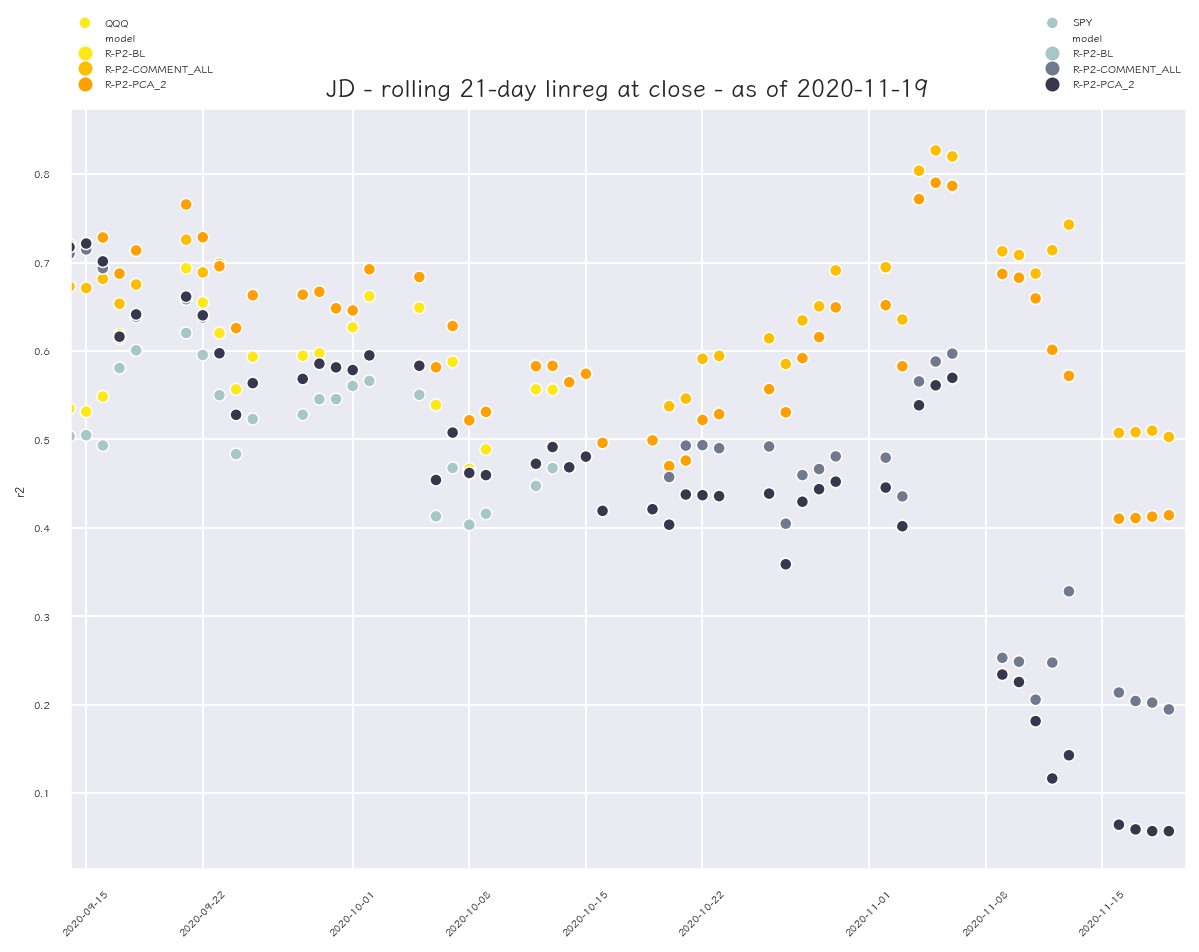 QQQ
model
R-P2-BL
R-P2-COMMENT_ALL
R-P2-PCA_2
SPY
model
R-P2-BL
R-P2-COMMENT_ALL
R-P2-PCA_2
JD - rolling 21-day linreg at close - as of 2020-11-19
0.8
0.7
0.6
0.5
0.4
0.3
0.2
0.1
r2
2020-09-15
2020-09-22
2020-10-01
2020-10-08
2020-10-15
2020-10-22
2020-11-01
2020-11-08
2020-11-15